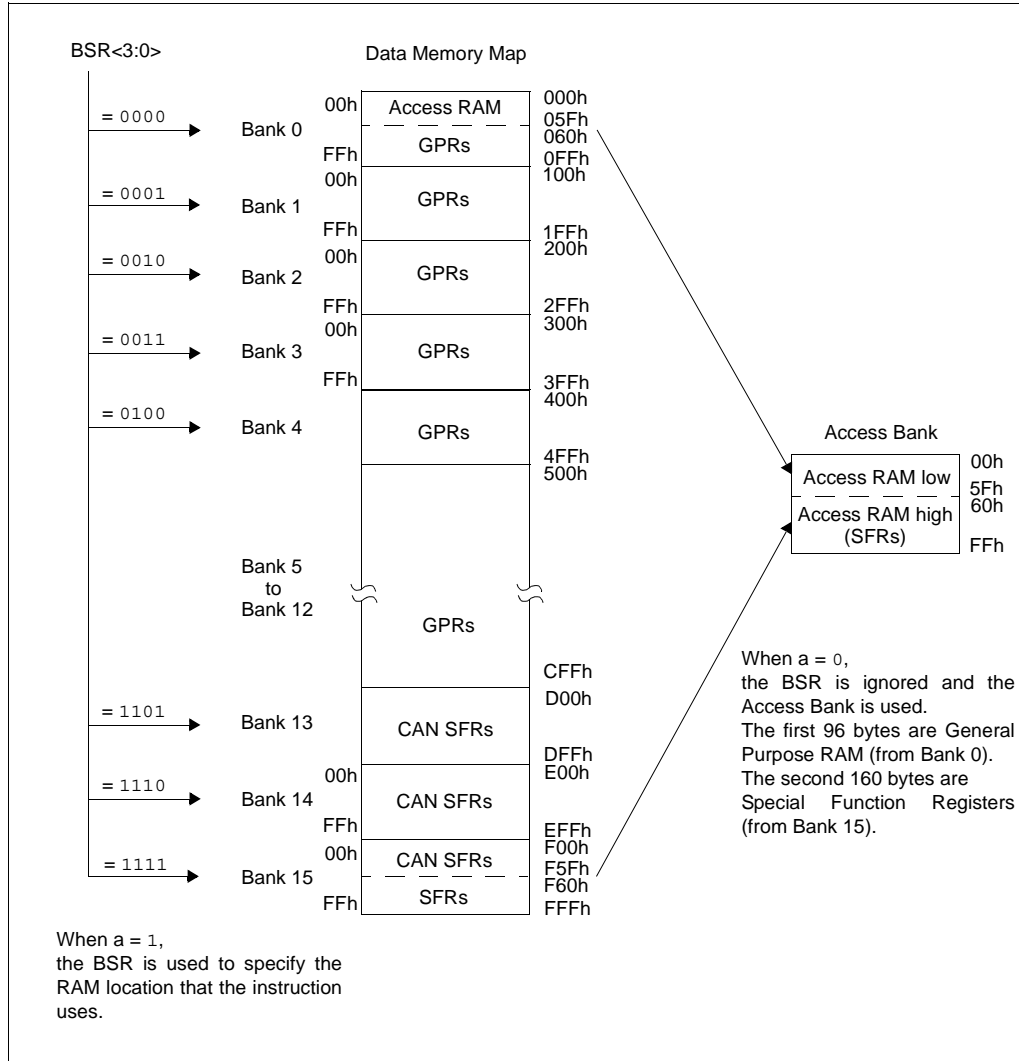 BSR<3:0>
Data Memory Map
= 0000
Bank 0
00h
Access RAM
000h
05Fh
060h
GPRs
FFh
0FFh
100h
= 0001
Bank 1
00h
GPRs
FFh
1FFh
200h
= 0010
Bank 2
00h
GPRs
FFh
2FFh
300h
= 0011
Bank 3
00h
GPRs
FFh
3FFh
400h
= 0100
Bank 4
GPRs
4FFh
500h
Bank 5
to
Bank 12
GPRs
CFFh
D00h
= 1101
Bank 13
CAN SFRs
DFFh
E00h
= 1110
Bank 14
00h
CAN SFRs
FFh
EFFh
F00h
= 1111
Bank 15
00h
CAN SFRs
F5Fh
F60h
SFRs
FFh
FFFh
Access Bank
Access RAM low
00h
5Fh
60h
Access RAM high
(SFRs)
FFh
When a = 0,
the BSR is ignored and the
Access Bank is used.
The first 96 bytes are General
Purpose RAM (from Bank 0).
The second 160 bytes are
Special Function Registers
(from Bank 15).
When a = 1,
the BSR is used to specify the
RAM location that the instruction
uses.